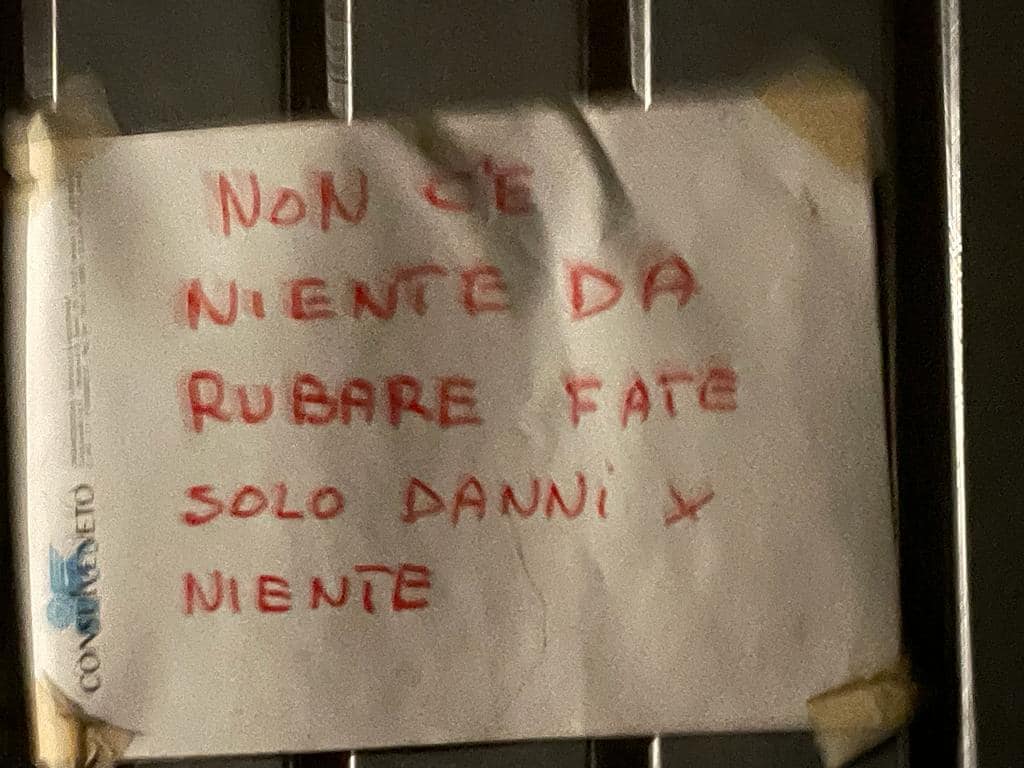 NON C'E
NIENTE DA
RUBARE FATE
SOLO DANNI x
NIENTE